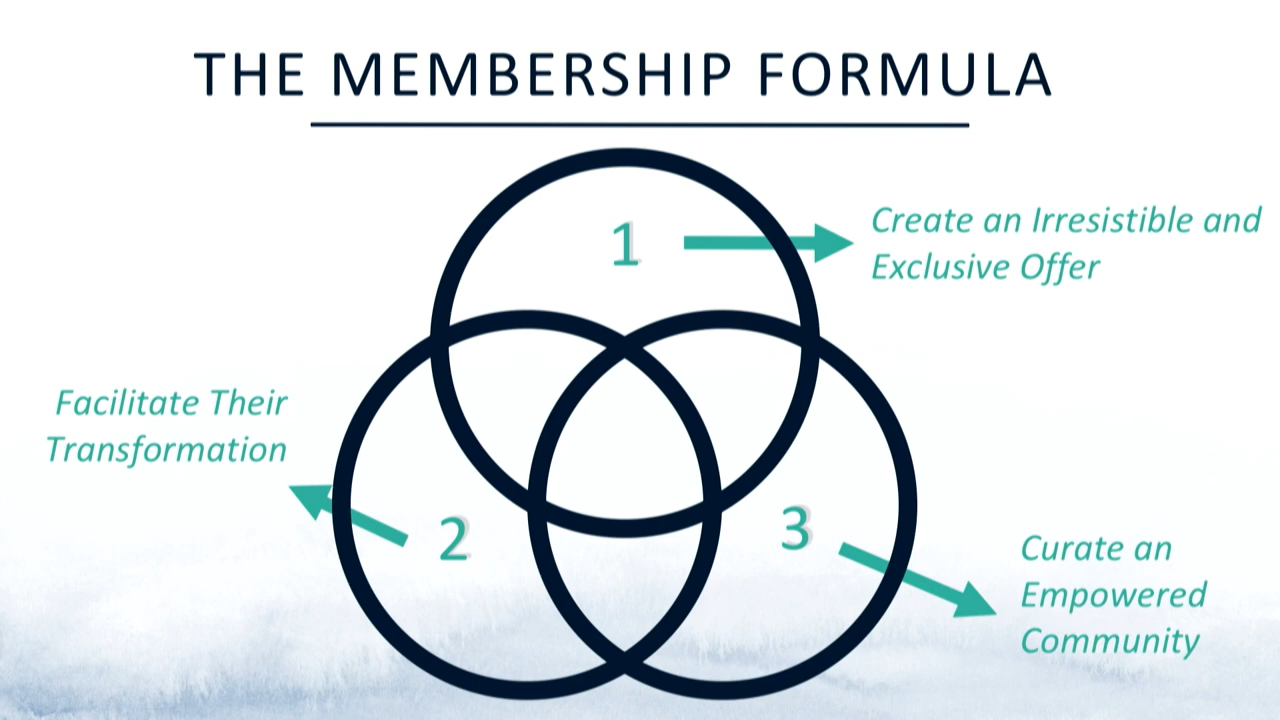 THE MEMBERSHIP FORMULA
1
Create an Irresistible and
Exclusive Offer
Facilitate Their
Transformation
2
3
Curate an
Empowered
Community